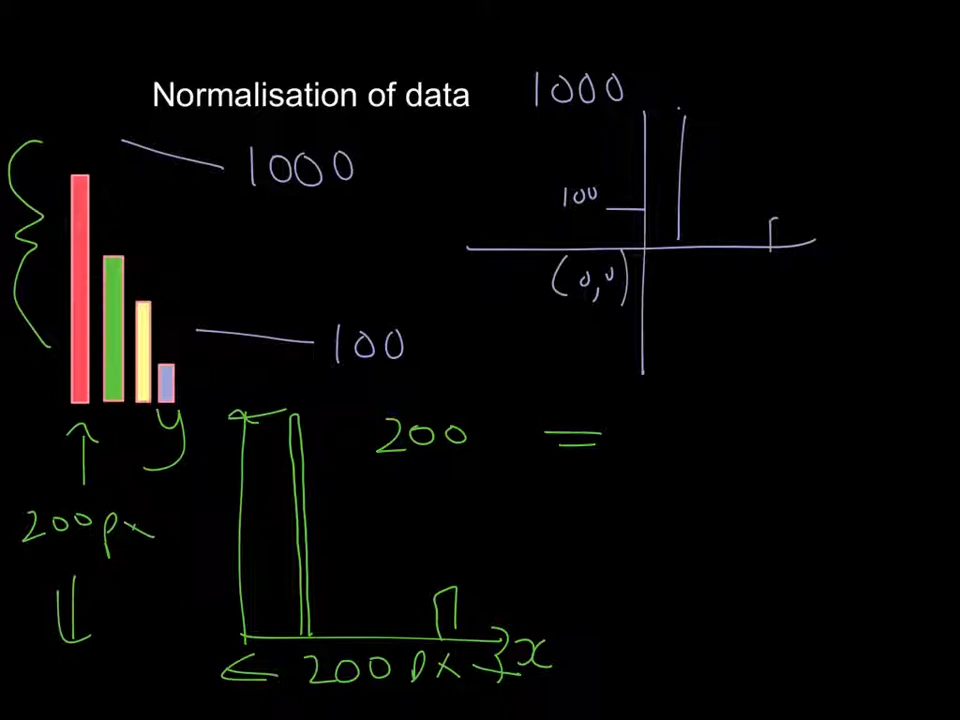 Normalisation of data
1000
1000
100
(0,0)
100
y
200 =
200px
200px x